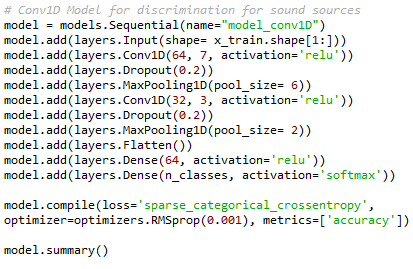 # Conv1D Model for discrimination for sound sources
model = models.Sequential(name="model_conv1D")
model.add(layers.Input(shape= x_train.shape[1:]))
model.add(layers.Conv1D(64, 7, activation='relu'))
model.add(layers.Dropout(0.2))
model.add(layers.MaxPooling1D(pool_size= 6))
model.add(layers.Conv1D(32, 3, activation='relu'))
model.add(layers.Dropout(0.2))
model.add(layers.MaxPooling1D(pool_size= 2))
model.add(layers.Flatten())
model.add(layers.Dense(64, activation='relu'))
model.add(layers.Dense(n_classes, activation='softmax'))
model.compile(loss='sparse_categorical_crossentropy',
optimizer=optimizers.RMSprop(0.001), metrics=['accuracy'])
model.summary()